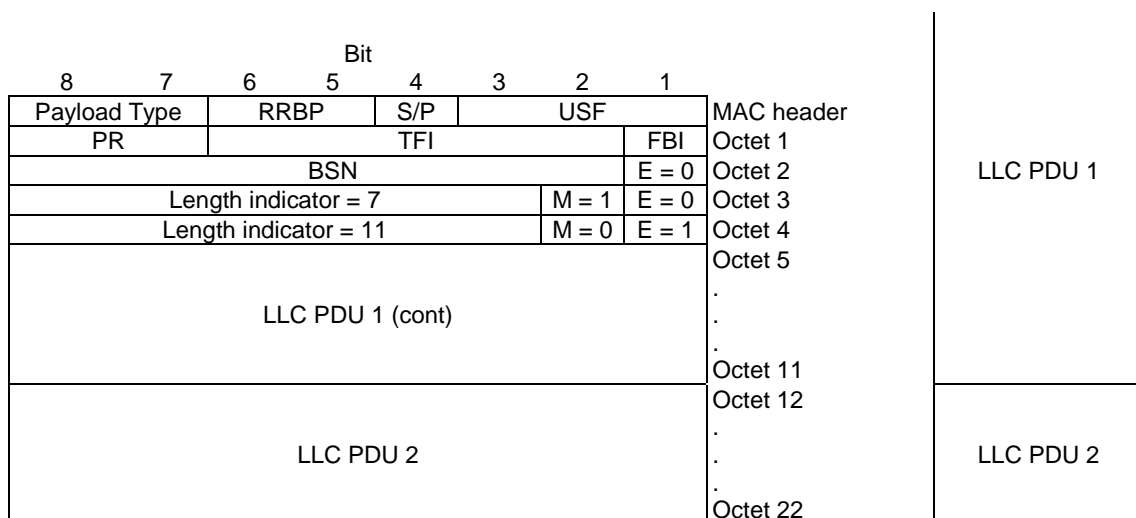 Bit
8 7 6 5 4 3 2 1
Payload Type RRBP S/P USF MAC header
PR TFI FBI Octet 1
BSN E = 0 Octet 2 LLC PDU 1
Length indicator = 7 M = 1 E = 0 Octet 3
Length indicator = 11 M = 0 E = 1 Octet 4
Octet 5
.
LLC PDU 1 (cont) .
.
Octet 11
Octet 12
.
LLC PDU 2 . LLC PDU 2
.
Octet 22